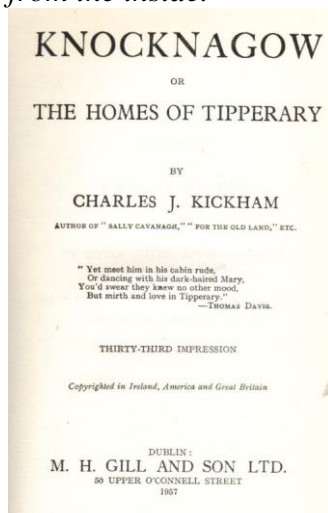 from the inside.
KNOCKNAGOW
OR
THE HOMES OF TIPPERARY
BY
CHARLES J. KICKHAM
AUTHOR OF "SALLY CAVANAGH," "FOR THE OLD LAND," ETC.
"Yet meet him in his cabin rude,
Or dancing with his dark-haired Mary,
You'd swear they knew no other mood,
But mirth and love in Tipperary."
—THOMAS DAVIS.
THIRTY-THIRD IMPRESSION
Copyrighted in Ireland, America and Great Britain
DUBLIN:
M. H. GILL AND SON LTD.
50 UPPER O'CONNELL STREET
1957